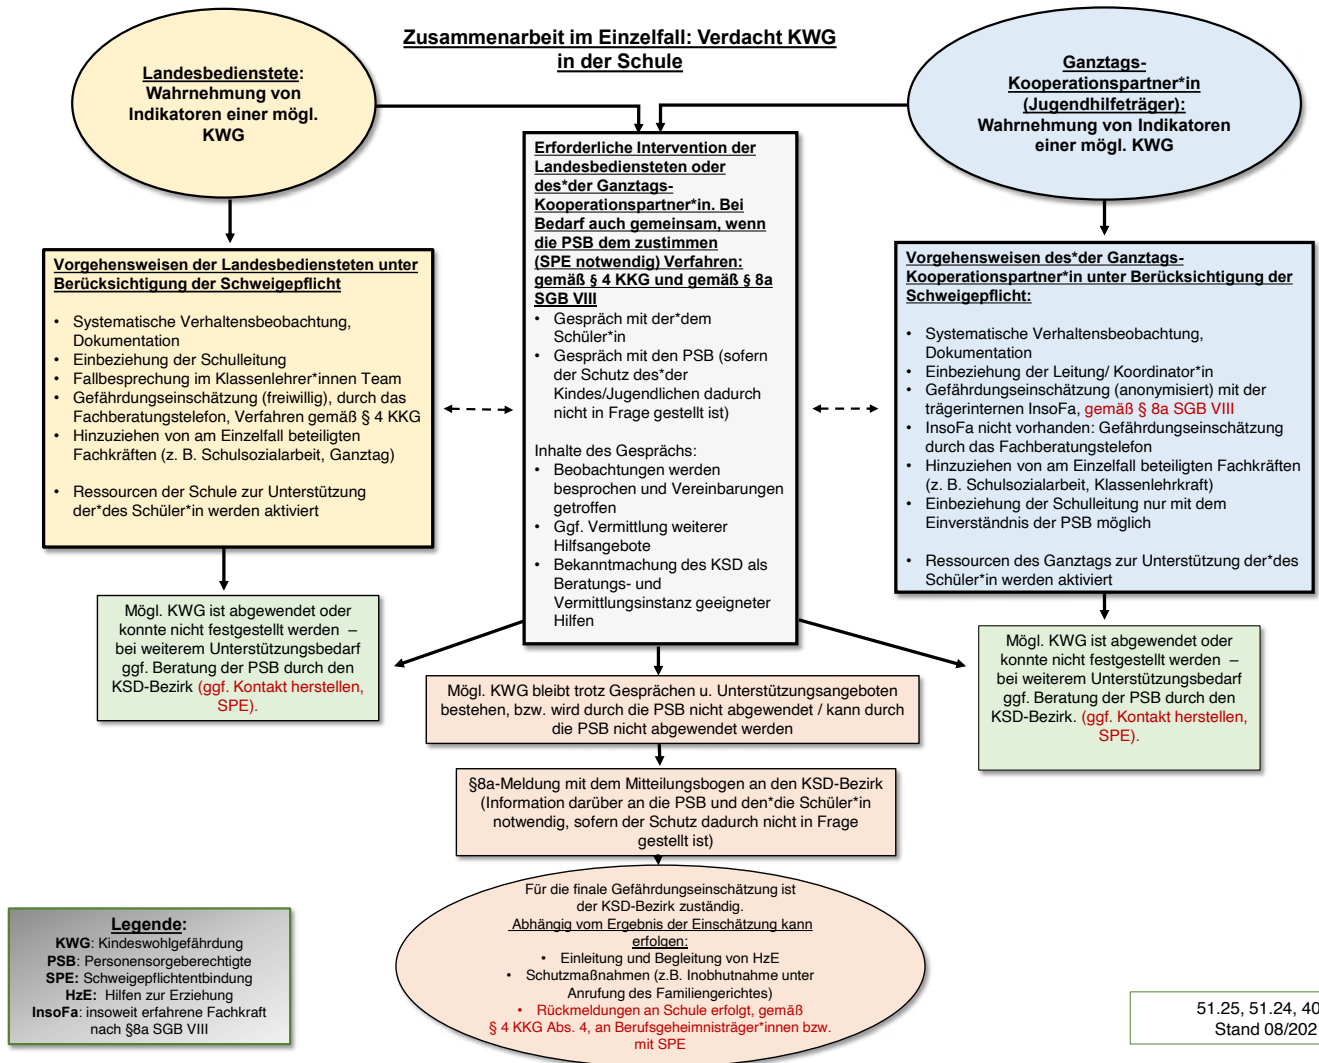 Zusammenarbeit im Einzelfall: Verdacht KWG
in der Schule
Landesbedienstete:
Wahrnehmung von
Indikatoren einer mögl.
KWG
Ganztags-
Kooperationspartner*in
(Jugendhilfeträger):
Wahrnehmung von Indikatoren
einer mögl. KWG
Vorgehensweisen der Landesbediensteten unter
Berücksichtigung der Schweigepflicht
• Systematische Verhaltensbeobachtung,
Dokumentation
• Einbeziehung der Schulleitung
• Fallbesprechung im Klassenlehrer*innen Team
• Gefährdungseinschätzung (freiwillig), durch das
Fachberatungstelefon, Verfahren gemäß § 4 KKG
• Hinzuziehen von am Einzelfall beteiligten
Fachkräften (z. B. Schulsozialarbeit, Ganztag)
• Ressourcen der Schule zur Unterstützung
der*des Schüler*in werden aktiviert
Erforderliche Intervention der
Landesbediensteten oder
des*der Ganztags-
Kooperationspartner*in. Bei
Bedarf auch gemeinsam, wenn
die PSB dem zustimmen
(SPE notwendig) Verfahren:
gemäß § 4 KKG und gemäß § 8a
SGB VIII
• Gespräch mit der*dem
Schüler*in
• Gespräch mit den PSB (sofern
der Schutz des*der
Kindes/Jugendlichen dadurch
nicht in Frage gestellt ist)
Inhalte des Gesprächs:
• Beobachtungen werden
besprochen und Vereinbarungen
getroffen
• Ggf. Vermittlung weiterer
Hilfsangebote
• Bekanntmachung des KSD als
Beratungs- und
Vermittlungsinstanz geeigneter
Hilfen
Vorgehensweisen des*der Ganztags-
Kooperationspartner*in unter Berücksichtigung der
Schweigepflicht:
• Systematische Verhaltensbeobachtung,
Dokumentation
• Einbeziehung der Leitung/ Koordinator*in
• Gefährdungseinschätzung (anonymisiert) mit der
trägerinternen InsoFa, gemäß § 8a SGB VIII
• InsoFa nicht vorhanden: Gefährdungseinschätzung
durch das Fachberatungstelefon
• Hinzuziehen von am Einzelfall beteiligten Fachkräften
(z. B. Schulsozialarbeit, Klassenlehrkraft)
• Einbeziehung der Schulleitung nur mit dem
Einverständnis der PSB möglich
• Ressourcen des Ganztags zur Unterstützung der*des
Schüler*in werden aktiviert
Mögl. KWG ist abgewendet oder
konnte nicht festgestellt werden –
bei weiterem Unterstützungsbedarf
ggf. Beratung der PSB durch den
KSD-Bezirk (ggf. Kontakt herstellen,
SPE).
Mögl. KWG ist abgewendet oder
konnte nicht festgestellt werden –
bei weiterem Unterstützungsbedarf
ggf. Beratung der PSB durch den
KSD-Bezirk. (ggf. Kontakt herstellen,
SPE).
Mögl. KWG bleibt trotz Gesprächen u. Unterstützungsangeboten
bestehen, bzw. wird durch die PSB nicht abgewendet / kann durch
die PSB nicht abgewendet werden
§8a-Meldung mit dem Mitteilungsbogen an den KSD-Bezirk
(Information darüber an die PSB und den*die Schüler*in
notwendig, sofern der Schutz dadurch nicht in Frage
gestellt ist)
Für die finale Gefährdungseinschätzung ist
der KSD-Bezirk zuständig.
Abhängig vom Ergebnis der Einschätzung kann
erfolgen:
• Einleitung und Begleitung von HzE
• Schutzmaßnahmen (z.B. Inobhutnahme unter
Anrufung des Familiengerichtes)
• Rückmeldungen an Schule erfolgt, gemäß
§ 4 KKG Abs. 4, an Berufsgeheimnisträger*innen bzw.
mit SPE
Legende:
KWG: Kindeswohlgefährdung
PSB: Personensorgeberechtigte
SPE: Schweigepflichtentbindung
HzE: Hilfen zur Erziehung
InsoFa: insoweit erfahrene Fachkraft
nach §8a SGB VIII
51.25, 51.24, 40
Stand 08/202